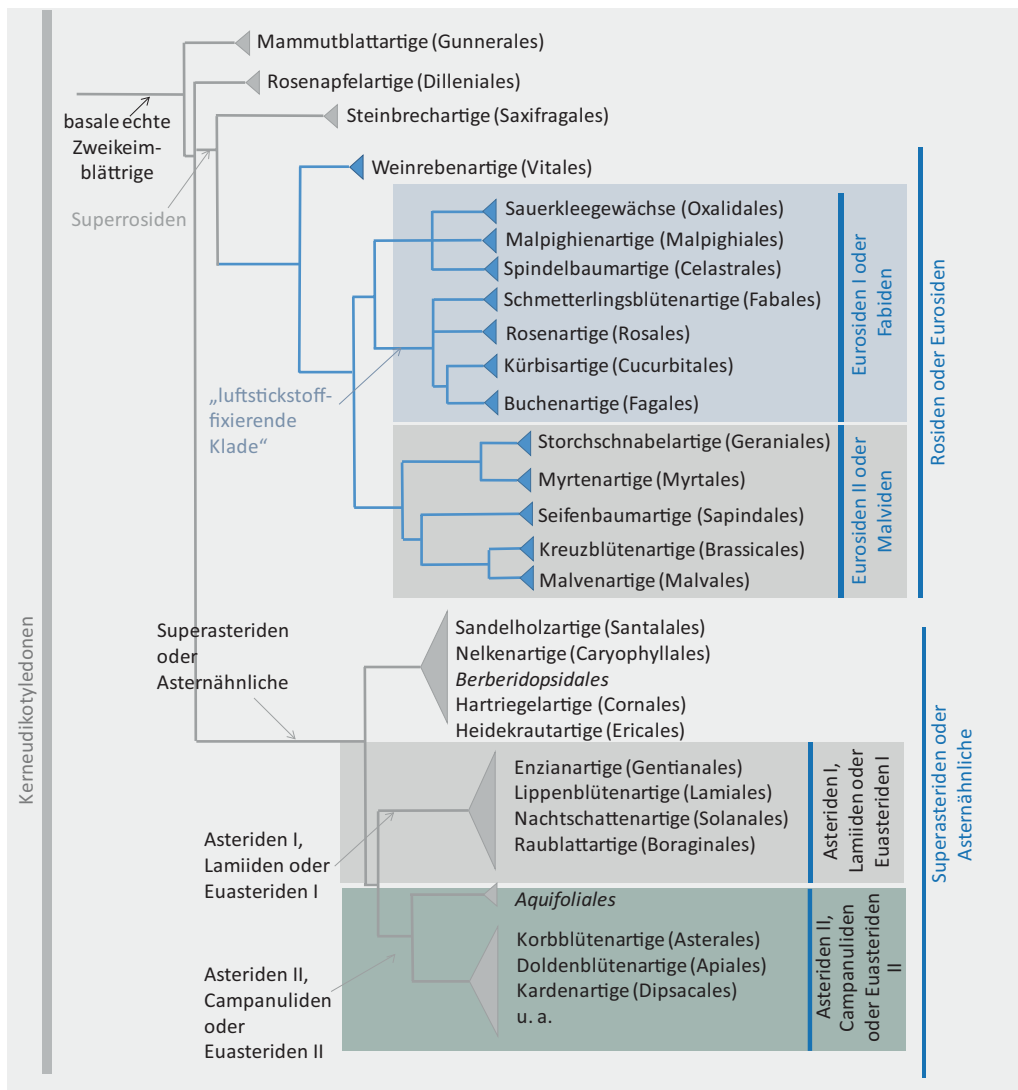 Mammutblattartige (Gunnerales)
Rosenapfelartige (Dilleniales)
Steinbrechartige (Saxifragales)
basale echte
Zweikeim-
blättrige
Superrosiden
Weinrebenartige (Vitales)
Sauerkleegewächse (Oxalidales)
Malpighienartige (Malpighiales)
Spindelbaumartige (Celastrales)
Schmetterlingsblütenartige (Fabales)
Rosenartige (Rosales)
Kürbisartige (Cucurbitales)
Buchenartige (Fagales)
Eurosiden I oder
Fabiden
„luftstickstoff-
fixierende
Klade“
Storchschnabelartige (Geraniales)
Myrtenartige (Myrtales)
Seifenbaumartige (Sapindales)
Kreuzblütenartige (Brassicales)
Malvenartige (Malvales)
Eurosiden II oder
Malviden
Rosiden oder Eurosiden
Superasteriden
oder
Asternähnliche
Sandelholzartige (Santalales)
Nelkenartige (Caryophyllales)
Berberidopsidales
Hartriegelartige (Cornales)
Heidekrautartige (Ericales)
Enzianartige (Gentianales)
Lippenblütenartige (Lamiales)
Nachtschattenartige (Solanales)
Raublattartige (Boraginales)
Asteriden I,
Lamiiden oder
Euasteriden I
Asteriden I,
Lamiiden oder
Euasteriden I
Aquifoliales
Korbblütenartige (Asterales)
Doldenblütenartige (Apiales)
Kardenartige (Dipsacales)
u. a.
Asteriden II,
Campanuliden
oder
Euasteriden II
Asteriden II,
Campanuliden
oder Euasteriden
II
Superasteriden oder
Asternähnliche
Kerneudikotyledonen